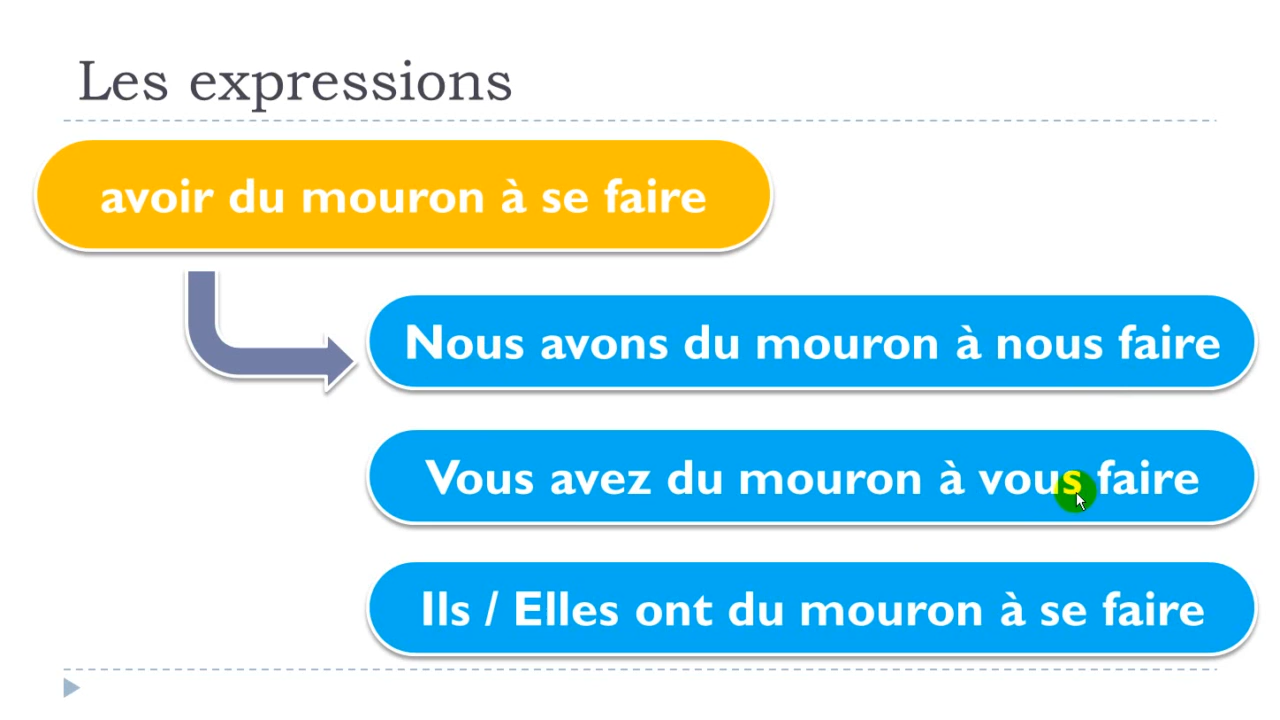 Les expressions
avoir du mouron à se faire
Nous avons du mouron à nous faire
Vous avez du mouron à vous faire
Ils / Elles ont du mouron à se faire